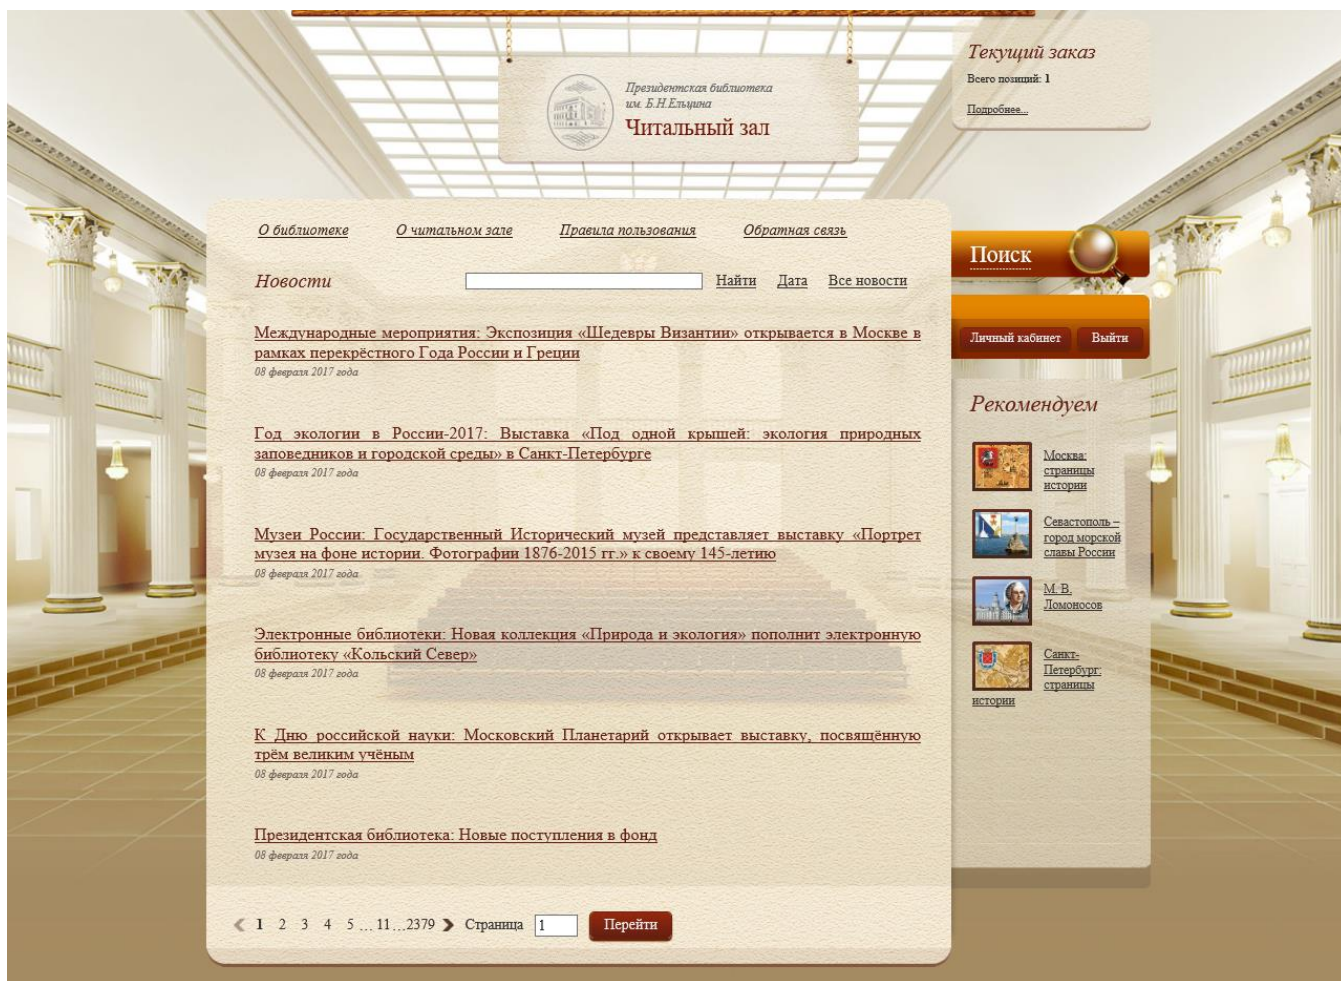 Президентская библиотека
им. Б.Н.Ельцина
Читальный зал
Текущий заказ
Всего позиций: 1
Подробнее...
О библиотеке О читальном зале Правила пользования Обратная связь
Новости Найти Дата Все новости
Международные мероприятия: Экспозиция «Шедевры Византии» открывается в Москве в
рамках перекрёстного Года России и Греции
08 февраля 2017 года
Год экологии в России-2017: Выставка «Под одной крышей: экология природных
заповедников и городской среды» в Санкт-Петербурге
08 февраля 2017 года
Музеи России: Государственный Исторический музей представляет выставку «Портрет
музея на фоне истории. Фотографии 1876-2015 гг.» к своему 145-летию
08 февраля 2017 года
Электронные библиотеки: Новая коллекция «Природа и экология» пополнит электронную
библиотеку «Кольский Север»
08 февраля 2017 года
К Дню российской науки: Московский Планетарий открывает выставку, посвящённую
трём великим учёным
08 февраля 2017 года
Президентская библиотека: Новые поступления в фонд
08 февраля 2017 года
1 2 3 4 5 ... 11 ... 2379 Страница 1 Перейти
Поиск
Личный кабинет Выйти
Рекомендуем
Москва:
страницы
истории
Севастополь –
город морской
славы России
М. В.
Ломоносов
Санкт-
Петербург:
страницы
истории